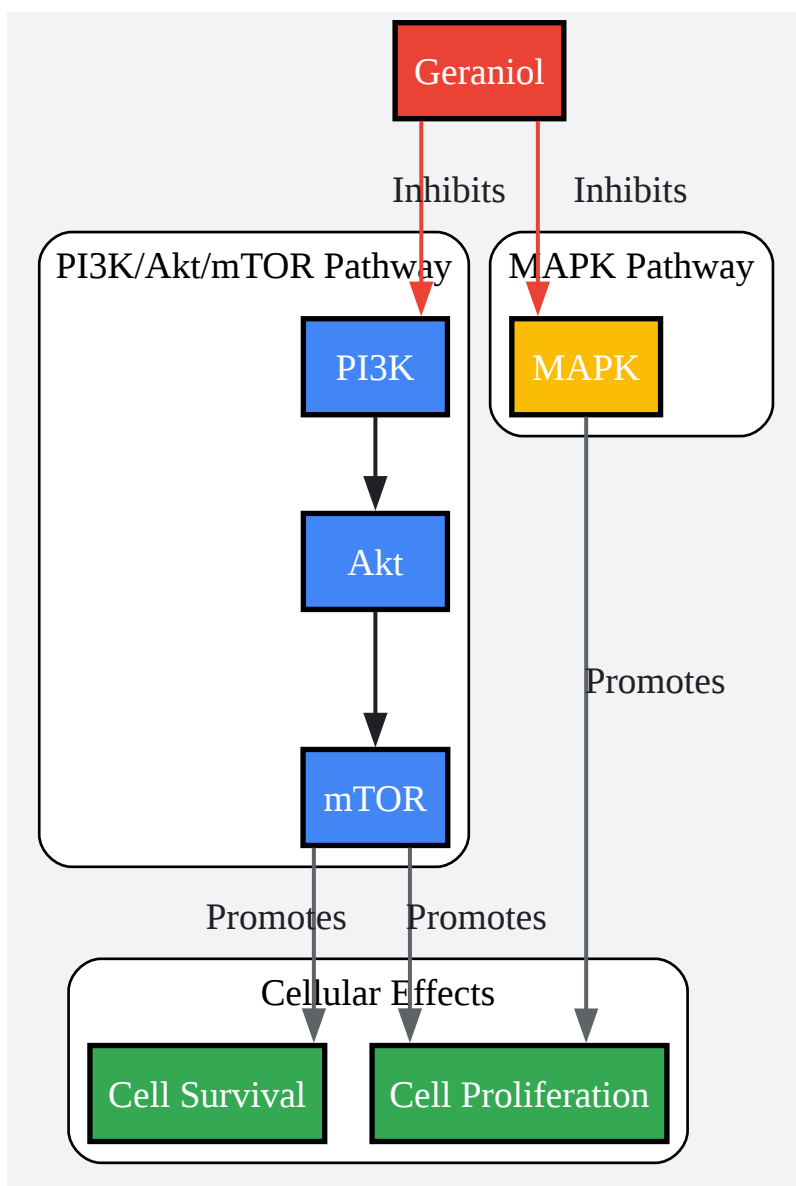 Geraniol
Inhibits
Inhibits
PI3K/Akt/mTOR Pathway
MAPK Pathway
PI3K
MAPK
Akt
Promotes
mTOR
Promotes
Promotes
Cellular Effects
Cell Survival
Cell Proliferation